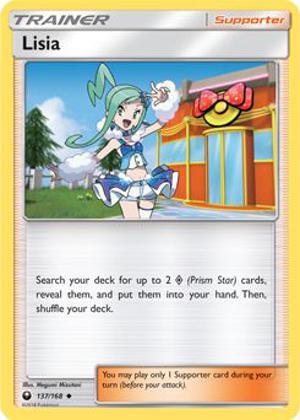 TRAINER Supporter
Lisia
Search your deck for up to 2 ♢ (Prism Star) cards,
reveal them, and put them into your hand. Then,
shuffle your deck.
Illus. Megumi Mizutani
137/168 ◆
©2018 Pokémon
You may play only 1 Supporter card during your
turn (before your attack).